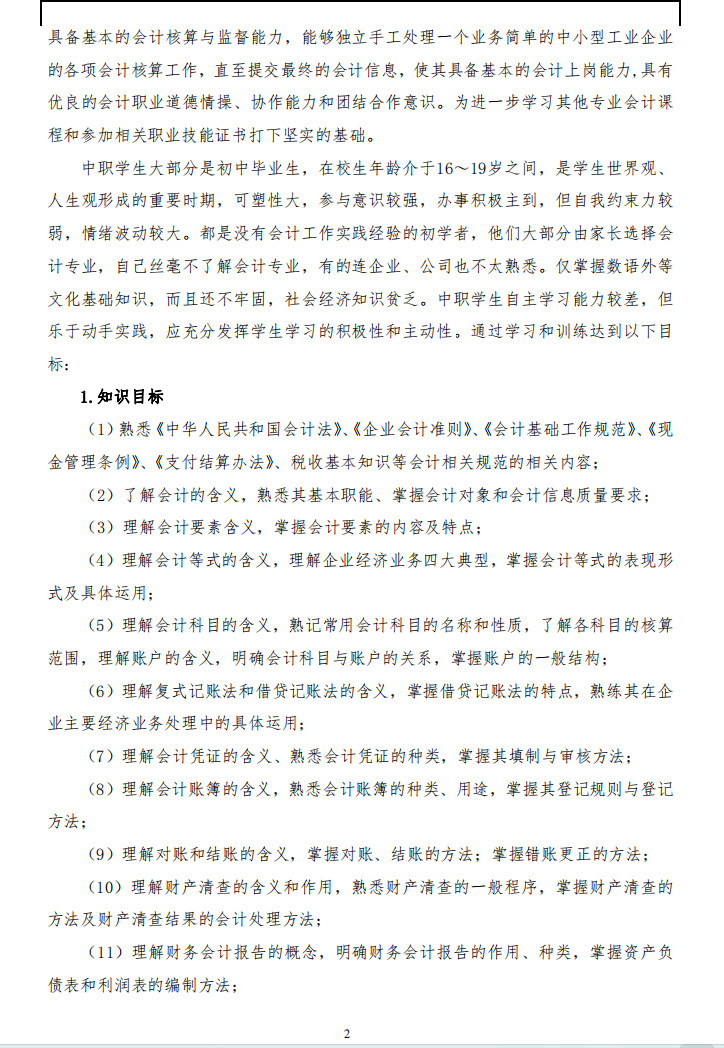 具备基本的会计核算与监督能力，能够独立手工处理一个业务简单的中小型工业企业
的各项会计核算工作，直至提交最终的会计信息，使其具备基本的会计上岗能力,具有
优良的会计职业道德情操、协作能力和团结合作意识。为进一步学习其他专业会计课
程和参加相关职业技能证书打下坚实的基础。
中职学生大部分是初中毕业生，在校生年龄介于16～19岁之间，是学生世界观、
人生观形成的重要时期，可塑性大，参与意识较强，办事积极主到，但自我约束力较
弱，情绪波动较大。都是没有会计工作实践经验的初学者，他们大部分由家长选择会
计专业，自己丝毫不了解会计专业，有的连企业、公司也不太熟悉。仅掌握数语外等
文化基础知识，而且还不牢固，社会经济知识贫乏。中职学生自主学习能力较差，但
乐于动手实践，应充分发挥学生学习的积极性和主动性。通过学习和训练达到以下目
标:
1.知识目标
（1）熟悉《中华人民共和国会计法》、《企业会计准则》、《会计基础工作规范》、《现
金管理条例》、《支付结算办法》、税收基本知识等会计相关规范的相关内容；
（2）了解会计的含义，熟悉其基本职能、掌握会计对象和会计信息质量要求；
（3）理解会计要素含义，掌握会计要素的内容及特点；
（4）理解会计等式的含义，理解企业经济业务四大典型，掌握会计等式的表现形
式及具体运用；
（5）理解会计科目的含义，熟记常用会计科目的名称和性质，了解各科目的核算
范围，理解账户的含义，明确会计科目与账户的关系，掌握账户的一般结构；
（6）理解复式记账法和借贷记账法的含义，掌握借贷记账法的特点，熟练其在企
业主要经济业务处理中的具体运用；
（7）理解会计凭证的含义、熟悉会计凭证的种类，掌握其填制与审核方法；
（8）理解会计账簿的含义，熟悉会计账簿的种类、用途，掌握其登记规则与登记
方法；
（9）理解对账和结账的含义，掌握对账、结账的方法；掌握错账更正的方法；
（10）理解财产清查的含义和作用，熟悉财产清查的一般程序，掌握财产清查的
方法及财产清查结果的会计处理方法；
（11）理解财务会计报告的概念，明确财务会计报告的作用、种类，掌握资产负
债表和利润表的编制方法；
2